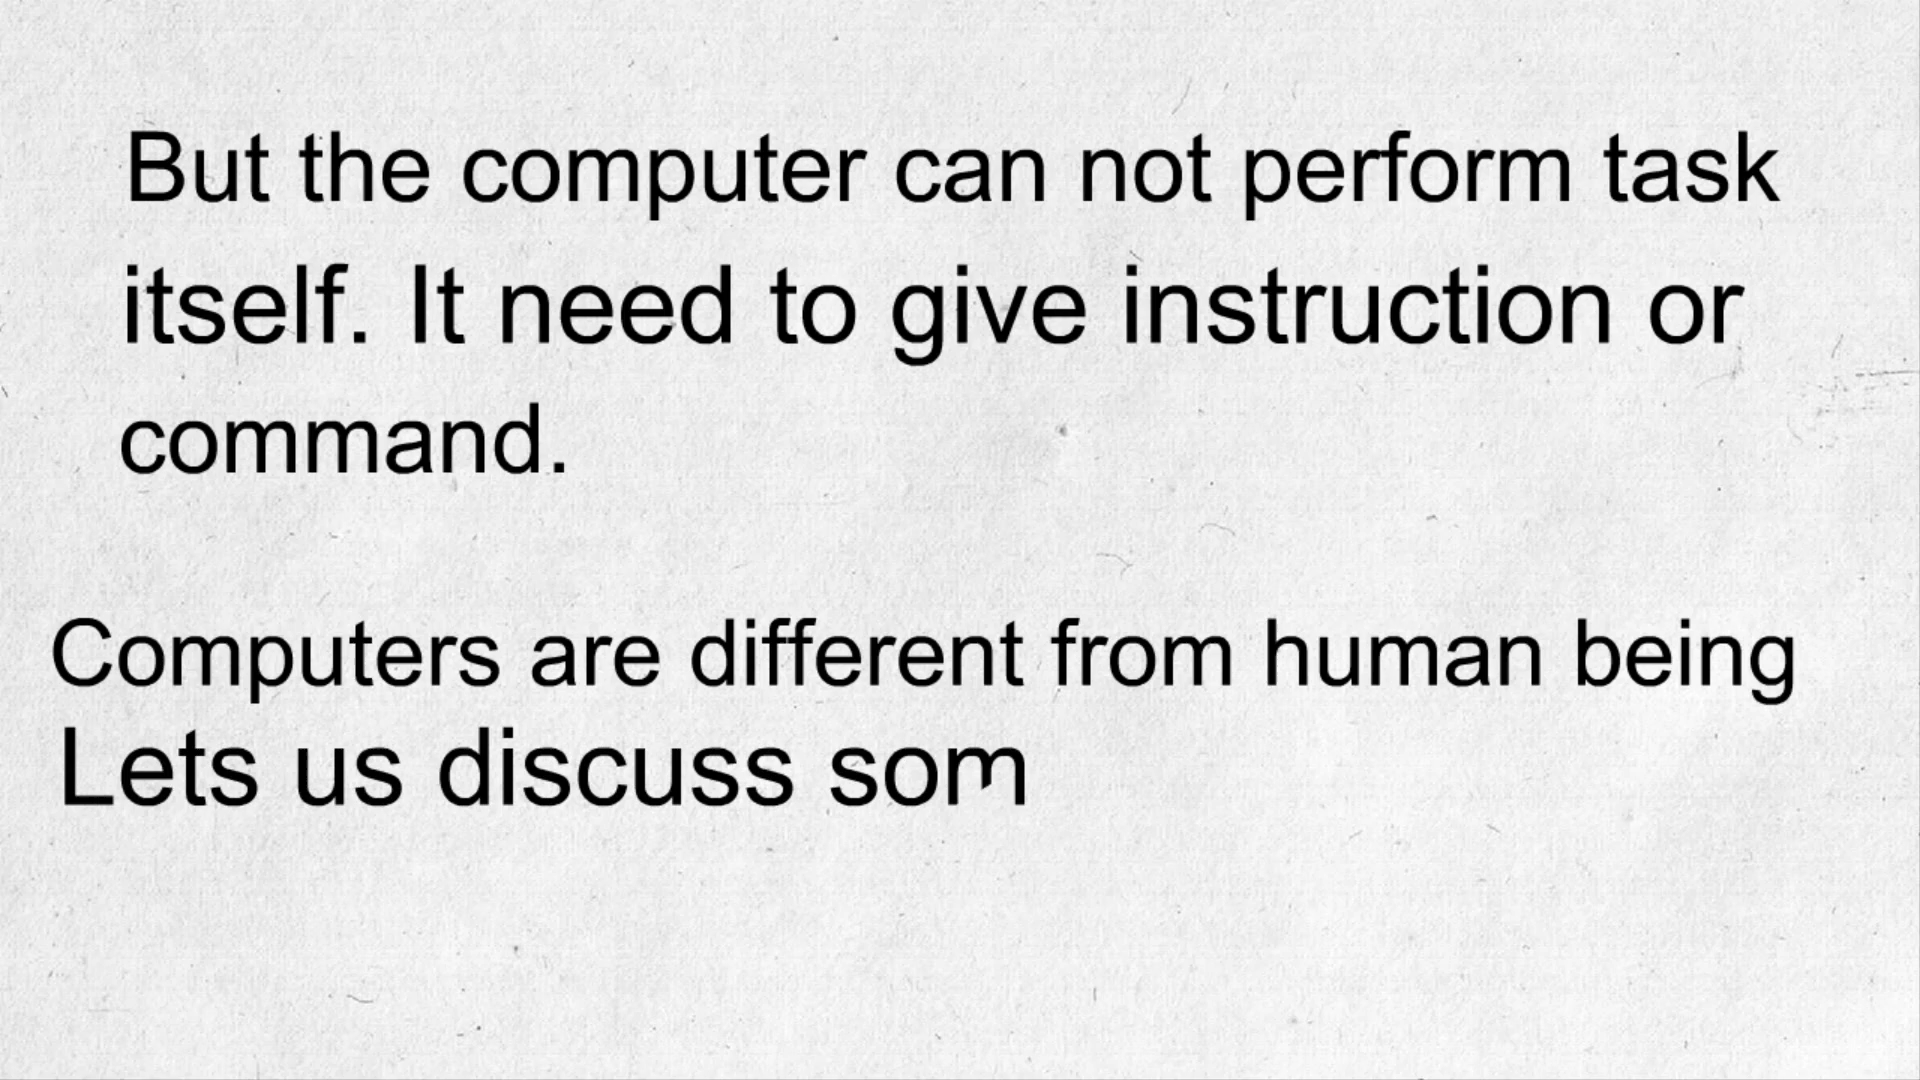 But the computer can not perform task
itself. It need to give instruction or
command.
Computers are different from human being
Lets us discuss som